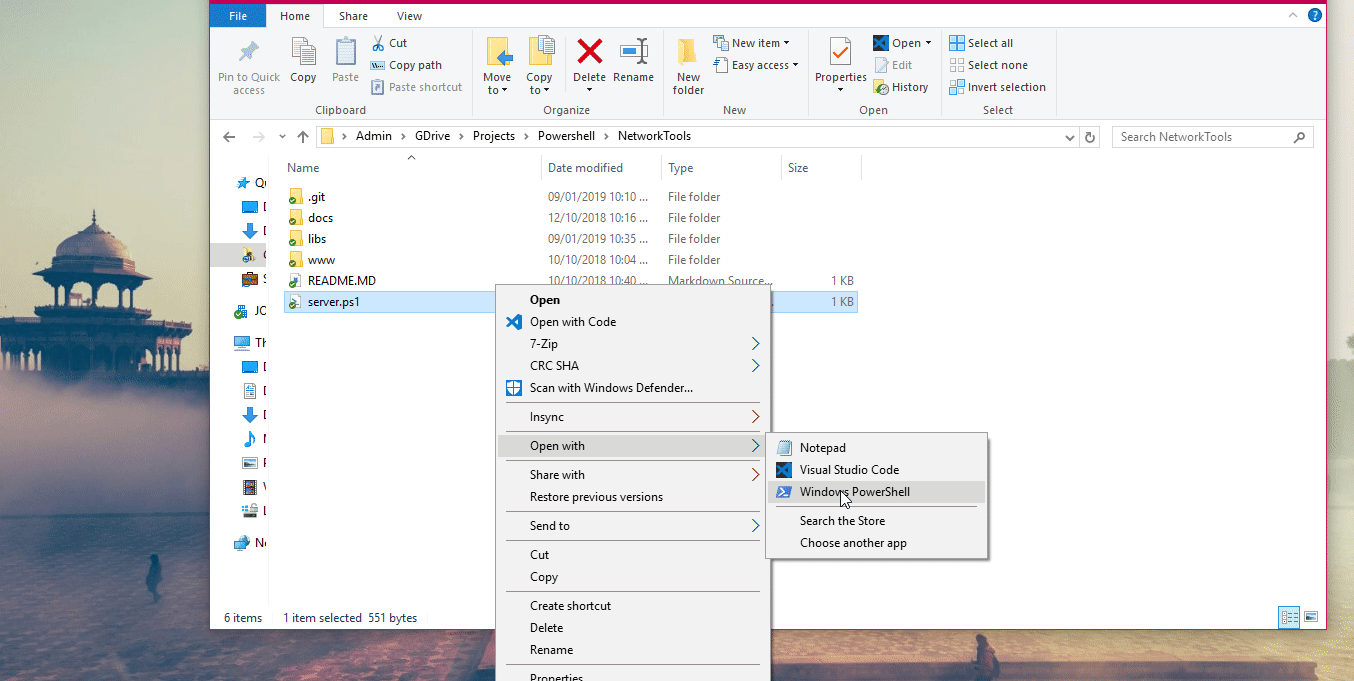 File Home Share View
Pin to Quick access
Copy
Paste
Cut
Copy path
Paste shortcut
Clipboard
Move to
Copy to
Delete
Rename
Organize
New folder
New item
Easy access
New
Properties
Open
Edit
History
Open
Select all
Select none
Invert selection
Select
Admin GDrive Projects Powershell NetworkTools
Search NetworkTools
Name Date modified Type Size
.git 09/01/2019 10:10 ... File folder
docs 12/10/2018 10:16 ... File folder
libs 09/01/2019 10:35 ... File folder
www 10/10/2018 10:04 ... File folder
README.MD 10/10/2018 10:40 ... Markdown Source... 1 KB
server.ps1 1 KB
Open
Open with Code
7-Zip
CRC SHA
Scan with Windows Defender...
Insync
Open with
Share with
Restore previous versions
Send to
Cut
Copy
Create shortcut
Delete
Rename
Properties
Notepad
Visual Studio Code
Windows PowerShell
Search the Store
Choose another app
6 items 1 item selected 551 bytes